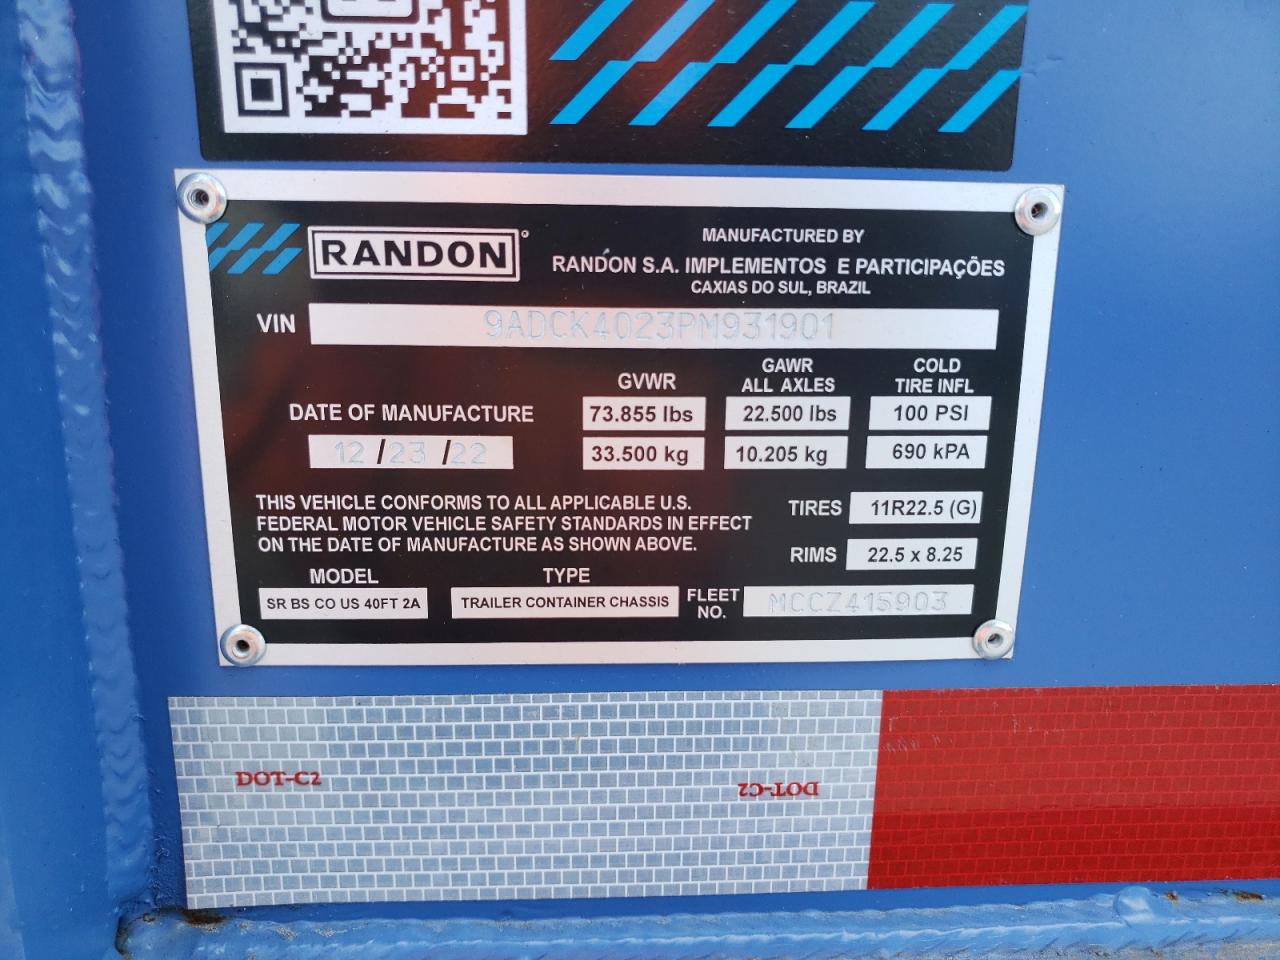 RANDON®
MANUFACTURED BY
RANDON S.A. IMPLEMENTOS E PARTICIPAÇÕES
CAXIAS DO SUL, BRAZIL
VIN 9ADCK4023PM931901
GVWR GAWR ALL AXLES COLD TIRE INFL
DATE OF MANUFACTURE 73.855 lbs 22.500 lbs 100 PSI
12/23/22 33.500 kg 10.205 kg 690 kPA
THIS VEHICLE CONFORMS TO ALL APPLICABLE U.S.
FEDERAL MOTOR VEHICLE SAFETY STANDARDS IN EFFECT
ON THE DATE OF MANUFACTURE AS SHOWN ABOVE.
TIRES 11R22.5 (G)
RIMS 22.5 x 8.25
MODEL TYPE
SR BS CO US 40FT 2A TRAILER CONTAINER CHASSIS FLEET NO. MCCZ415903
DOT-C2 DOT-C2